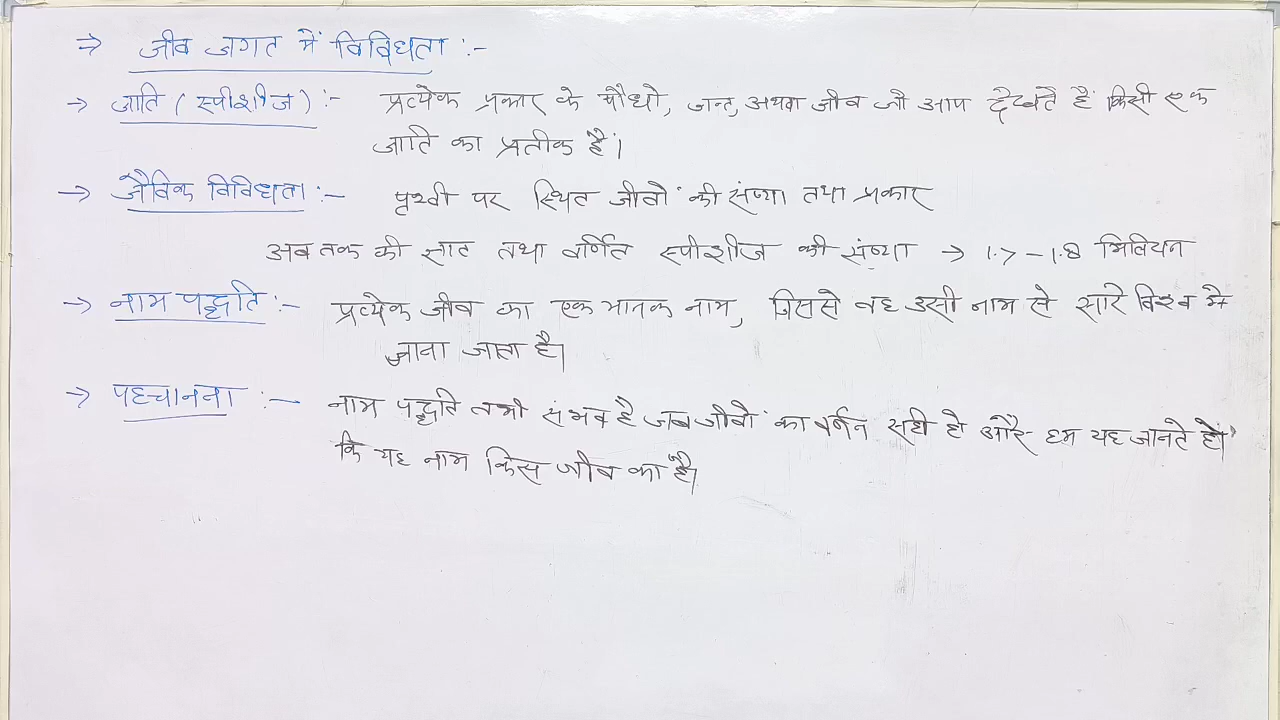 → जीव जगत में विविधता :-
→ जाति ( स्पीशीज ) :- प्रत्येक प्रकार के पौधो, जन्तु, अथवा जीव जो आप देखते हैं किसी एक
जाति का प्रतीक है।
→ जैविक विविधता :- पृथ्वी पर स्थित जीवों की संख्या तथा प्रकार
अब तक की ज्ञात तथा वर्णित स्पीशीज की संख्या → 1.7 - 1.8 मिलियन
→ नाम पद्धति :- प्रत्येक जीव का एक मानक नाम, जिससे वह उसी नाम से सारे विश्व मे
जाना जाता है।
→ पहचानना :- नाम पद्धति तभी संभव है जब जीवों का वर्णन सही हो और हम यह जानते हों
कि यह नाम किस जीव का है।